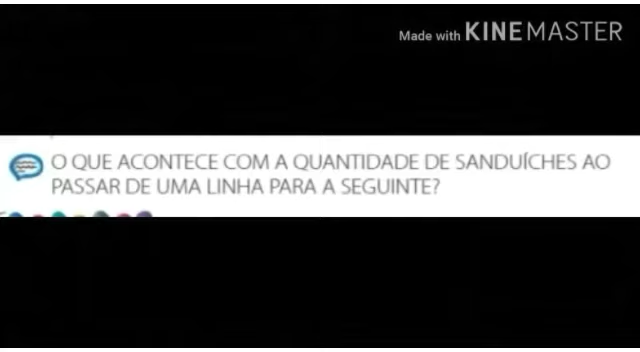 Made with KINEMASTER
O QUE ACONTECE COM A QUANTIDADE DE SANDUÍCHES AO
PASSAR DE UMA LINHA PARA A SEGUINTE?